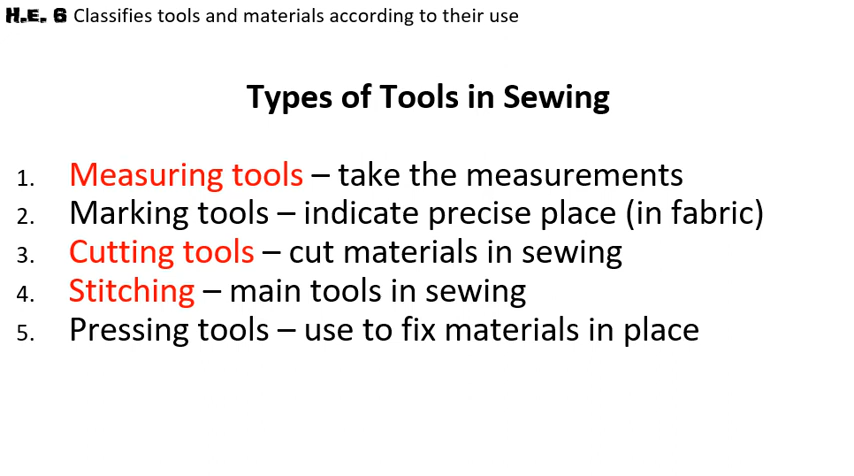 H.E. 6 Classifies tools and materials according to their use
Types of Tools in Sewing
1. Measuring tools – take the measurements
2. Marking tools – indicate precise place (in fabric)
3. Cutting tools – cut materials in sewing
4. Stitching – main tools in sewing
5. Pressing tools – use to fix materials in place